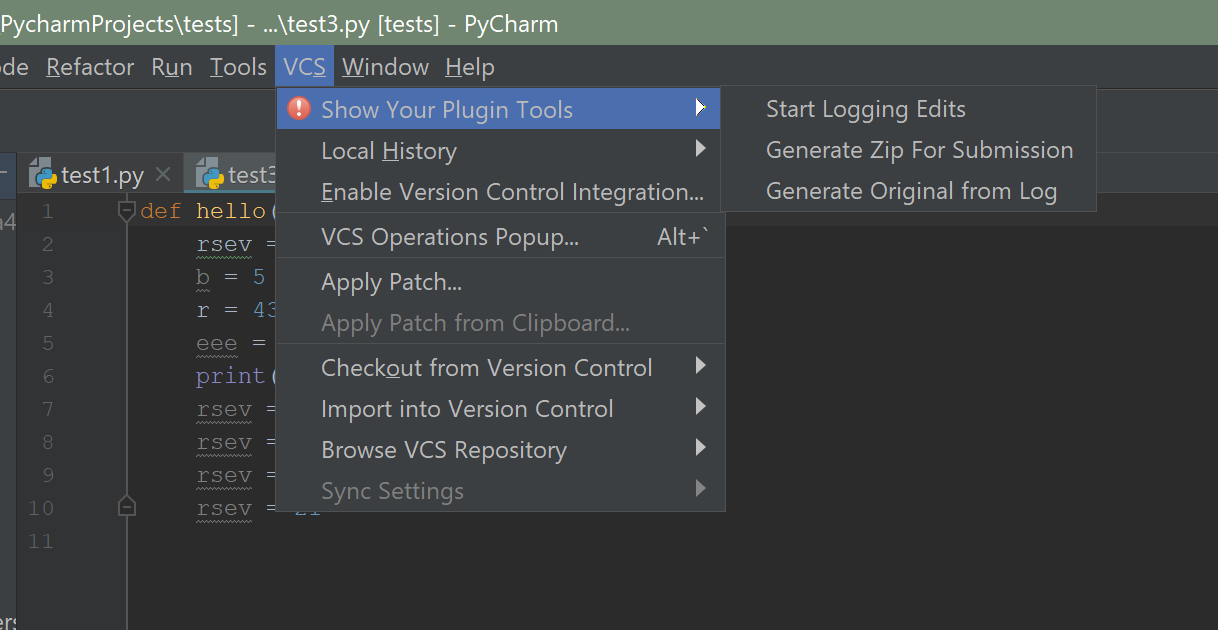 PycharmProjects\tests] - ...\test3.py [tests] - PyCharm
Refactor Run Tools VCS Window Help
Show Your Plugin Tools
Start Logging Edits
Local History
Generate Zip For Submission
Enable Version Control Integration...
Generate Original from Log
VCS Operations Popup... Alt+`
Apply Patch...
Apply Patch from Clipboard...
Checkout from Version Control
Import into Version Control
Browse VCS Repository
Sync Settings
test1.py test3
1 def hello(
2 rsev =
3 b = 5
4 r = 43
5 eee =
6 print(
7 rsev =
8 rsev =
9 rsev =
10 rsev =
11